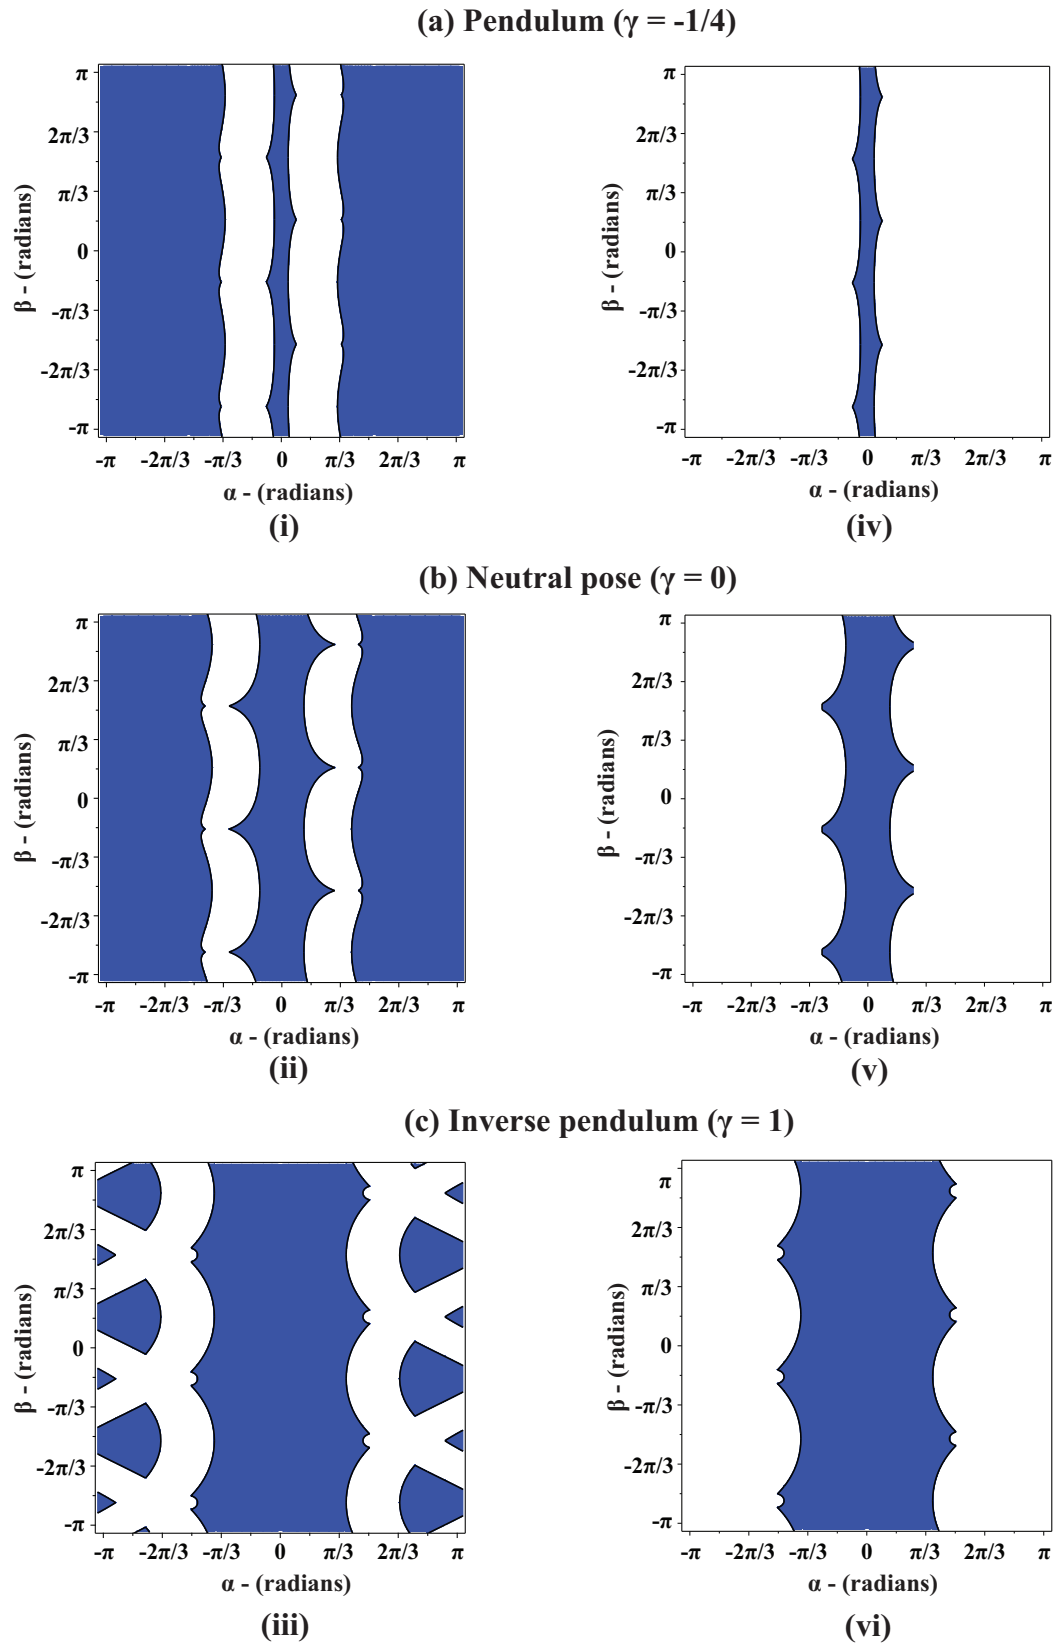 (a) Pendulum (γ = -1/4)
π
2π/3
π/3
0
-π/3
-2π/3
-π
β - (radians)
-π -2π/3 -π/3 0 π/3 2π/3 π
α - (radians)
(i)
π
2π/3
π/3
0
-π/3
-2π/3
-π
β - (radians)
-π -2π/3 -π/3 0 π/3 2π/3 π
α - (radians)
(iv)
(b) Neutral pose (γ = 0)
π
2π/3
π/3
0
-π/3
-2π/3
-π
β - (radians)
-π -2π/3 -π/3 0 π/3 2π/3 π
α - (radians)
(ii)
π
2π/3
π/3
0
-π/3
-2π/3
-π
β - (radians)
-π -2π/3 -π/3 0 π/3 2π/3 π
α - (radians)
(v)
(c) Inverse pendulum (γ = 1)
π
2π/3
π/3
0
-π/3
-2π/3
-π
β - (radians)
-π -2π/3 -π/3 0 π/3 2π/3 π
α - (radians)
(iii)
π
2π/3
π/3
0
-π/3
-2π/3
-π
β - (radians)
-π -2π/3 -π/3 0 π/3 2π/3 π
α - (radians)
(vi)